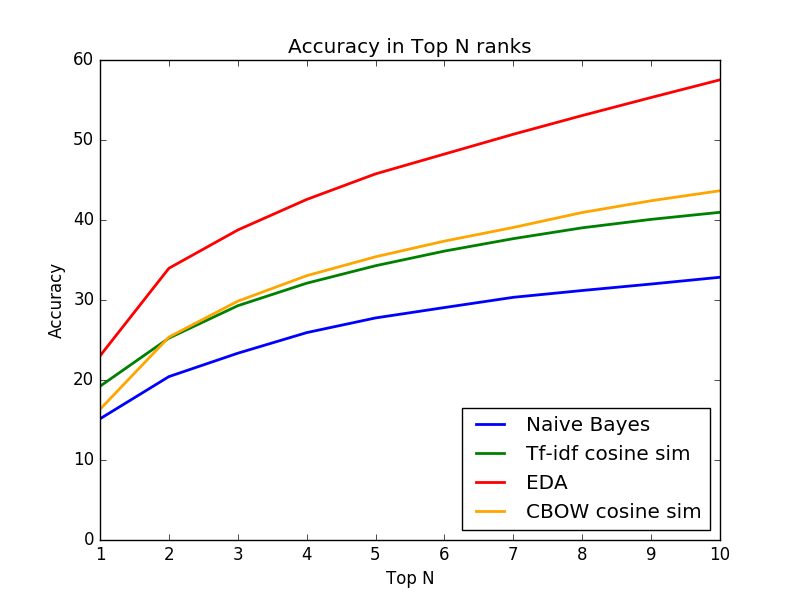 Accuracy in Top N ranks
60
50
40
30
20
10
0
Accuracy
1 2 3 4 5 6 7 8 9 10
Top N
Naive Bayes
Tf-idf cosine sim
EDA
CBOW cosine sim